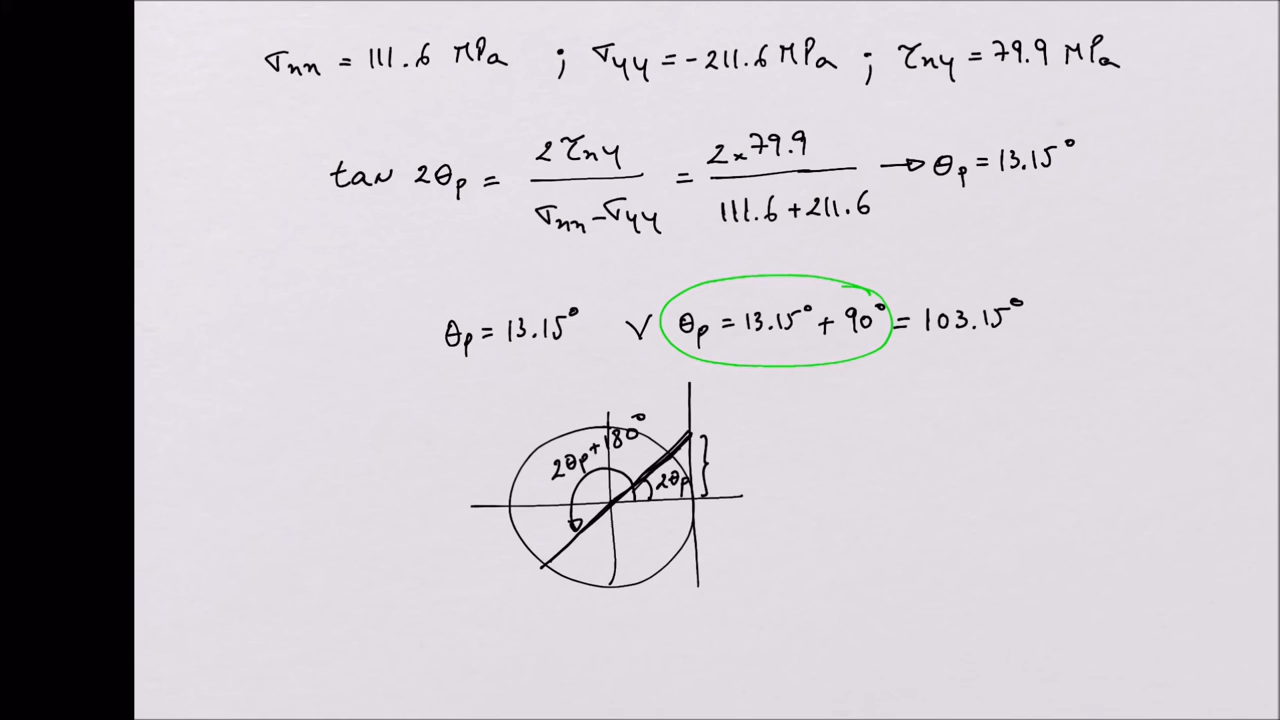 σxx = 111.6 MPa ; σyy = -211.6 MPa ; τxy = 79.9 MPa
tan 2θp = 2τxy / σxx - σyy = 2×79.9 / 111.6 + 211.6 → θp = 13.15°
θp = 13.15° ∨ θp = 13.15° + 90° = 103.15°
2θp+180°
2θp